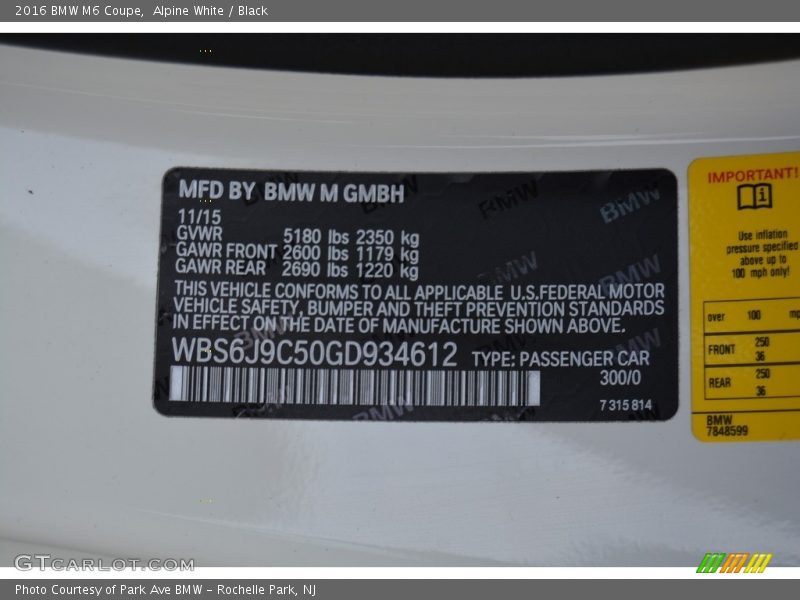 2016 BMW M6 Coupe,  Alpine White / Black
MFD BY BMW M GMBH
11/15
GVWR 5180 lbs 2350 kg
GAWR FRONT 2600 lbs 1179 kg
GAWR REAR 2690 lbs 1220 kg
THIS VEHICLE CONFORMS TO ALL APPLICABLE U.S.FEDERAL MOTOR
VEHICLE SAFETY, BUMPER AND THEFT PREVENTION STANDARDS
IN EFFECT ON THE DATE OF MANUFACTURE SHOWN ABOVE.
WBS6J9C50GD934612 TYPE: PASSENGER CAR
300/0
7 315 814
IMPORTANT!
Use inflation
pressure specified
above up to
100 mph only!
over 100 mp
FRONT 250
36
REAR 250
36
BMW
7848599
GTCARLOT.COM
Photo Courtesy of Park Ave BMW - Rochelle Park, NJ